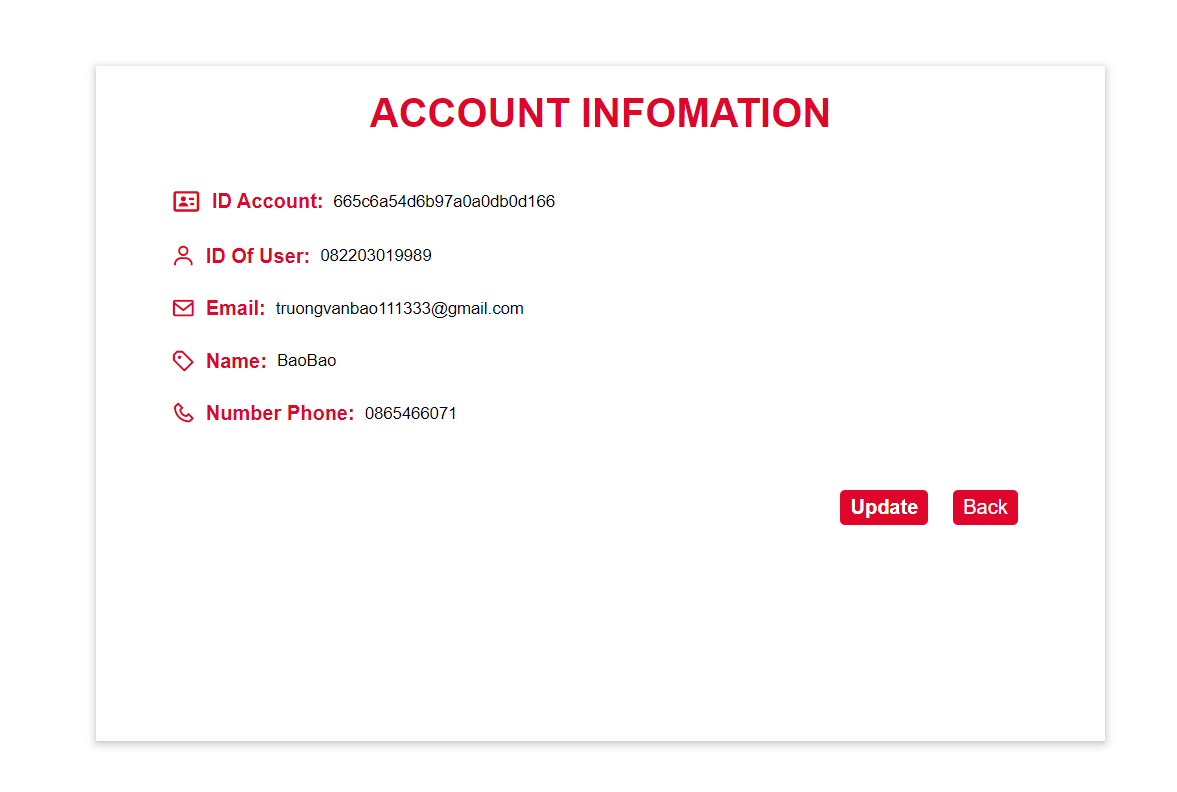 ACCOUNT INFOMATION
ID Account: 665c6a54d6b97a0a0db0d166
ID Of User: 082203019989
Email: truongvanbao111333@gmail.com
Name: BaoBao
Number Phone: 0865466071
Update Back